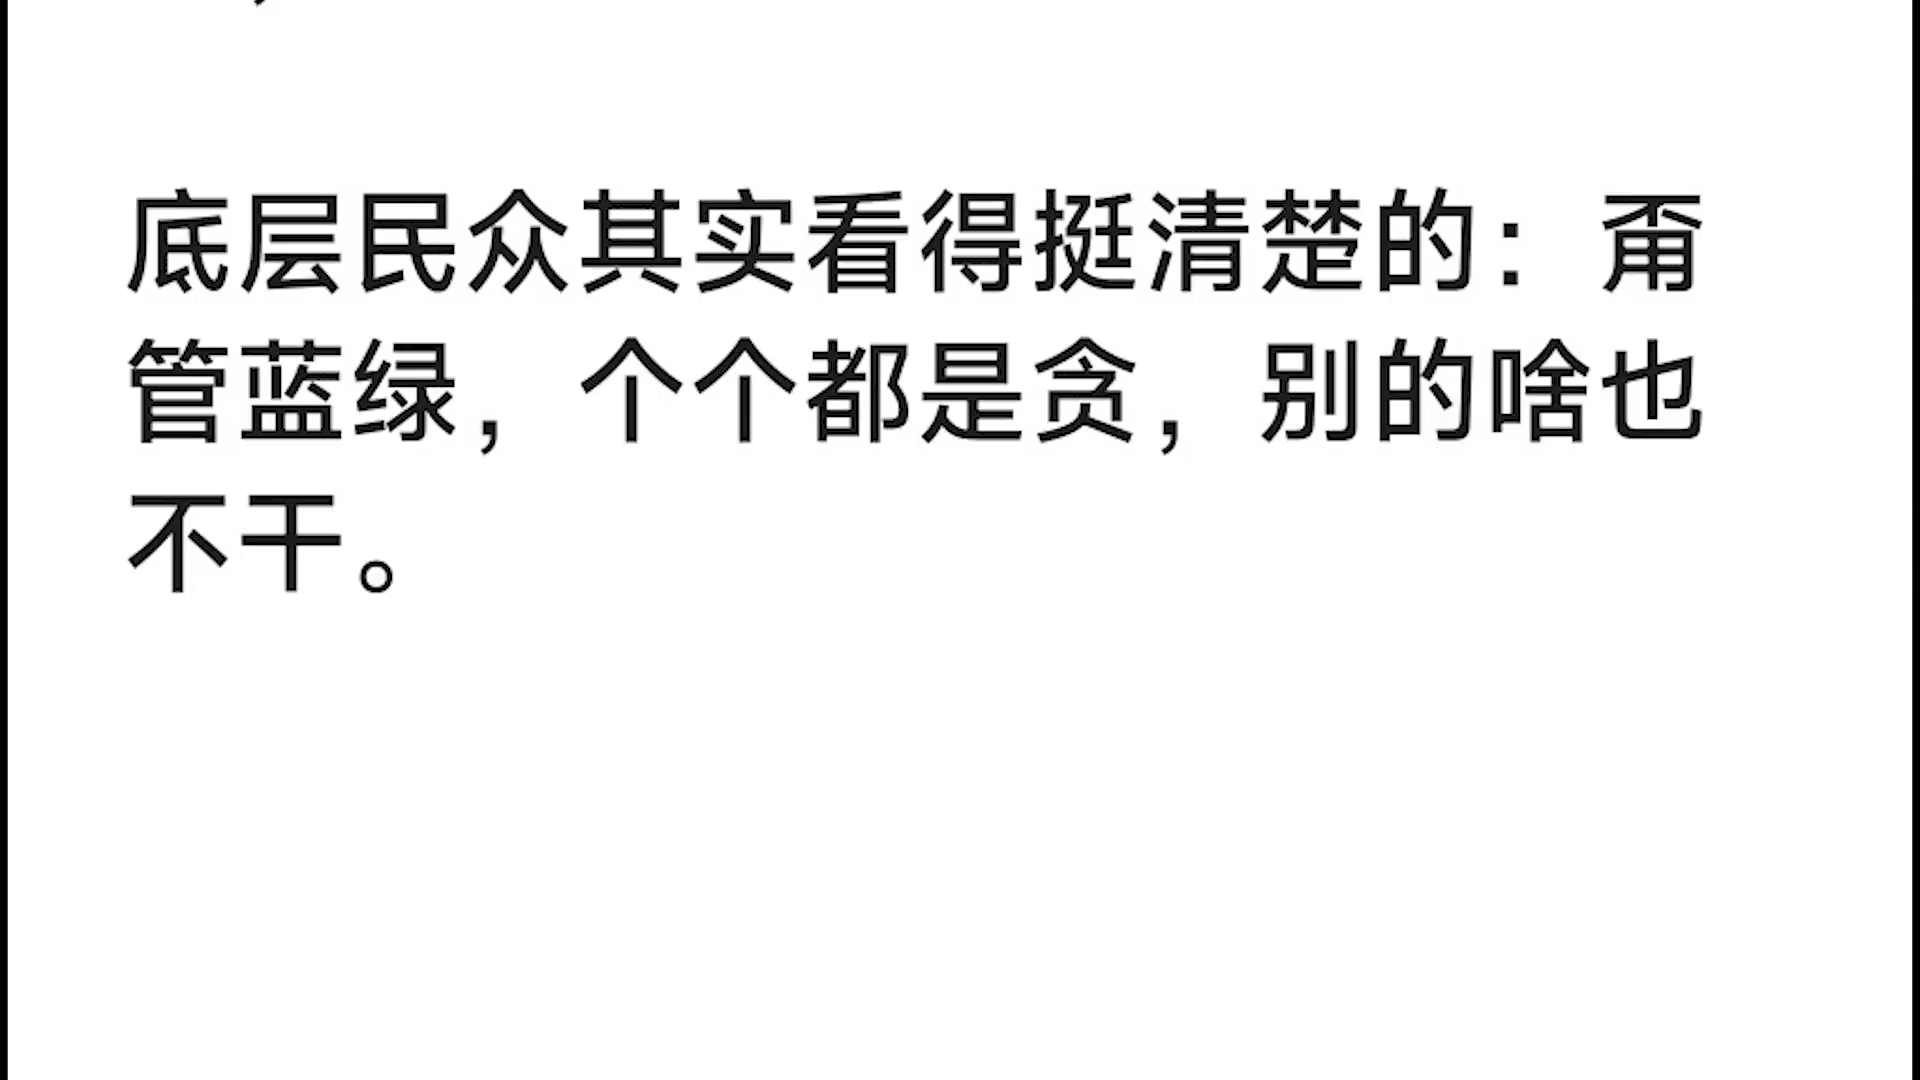 底层民众其实看得挺清楚的：甭
管蓝绿，个个都是贪，别的啥也
不干。